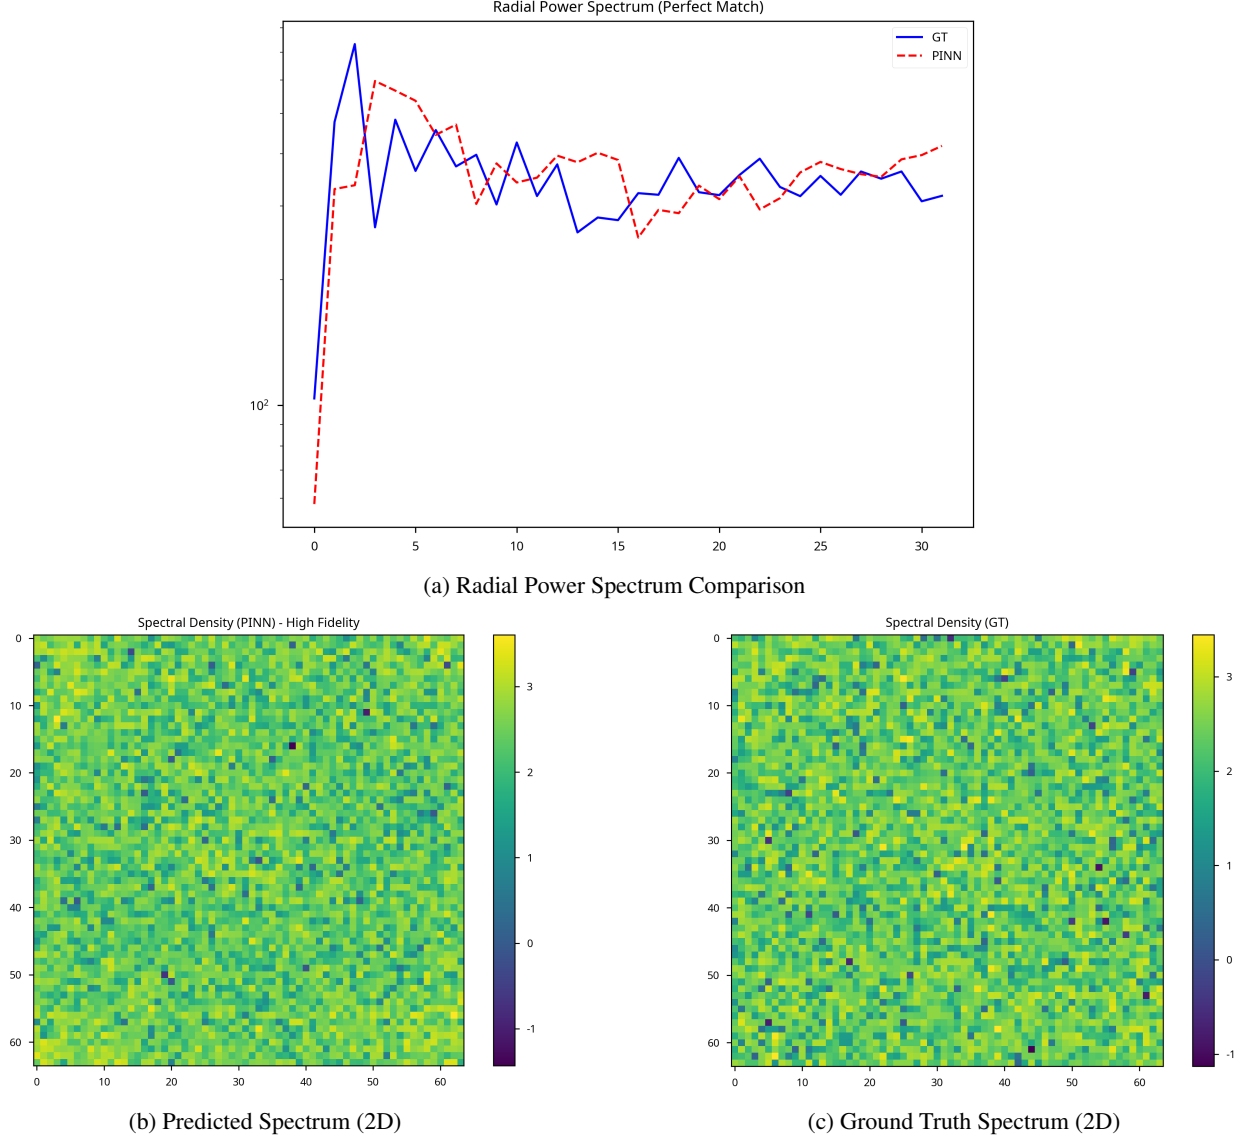 Radial Power Spectrum (Perfect Match)
GT
PINN
10²
0 5 10 15 20 25 30
(a) Radial Power Spectrum Comparison
Spectral Density (PINN) - High Fidelity
0
10
20
30
40
50
60
0 10 20 30 40 50 60
3
2
1
0
-1
(b) Predicted Spectrum (2D)
Spectral Density (GT)
0
10
20
30
40
50
60
0 10 20 30 40 50 60
3
2
1
0
-1
(c) Ground Truth Spectrum (2D)